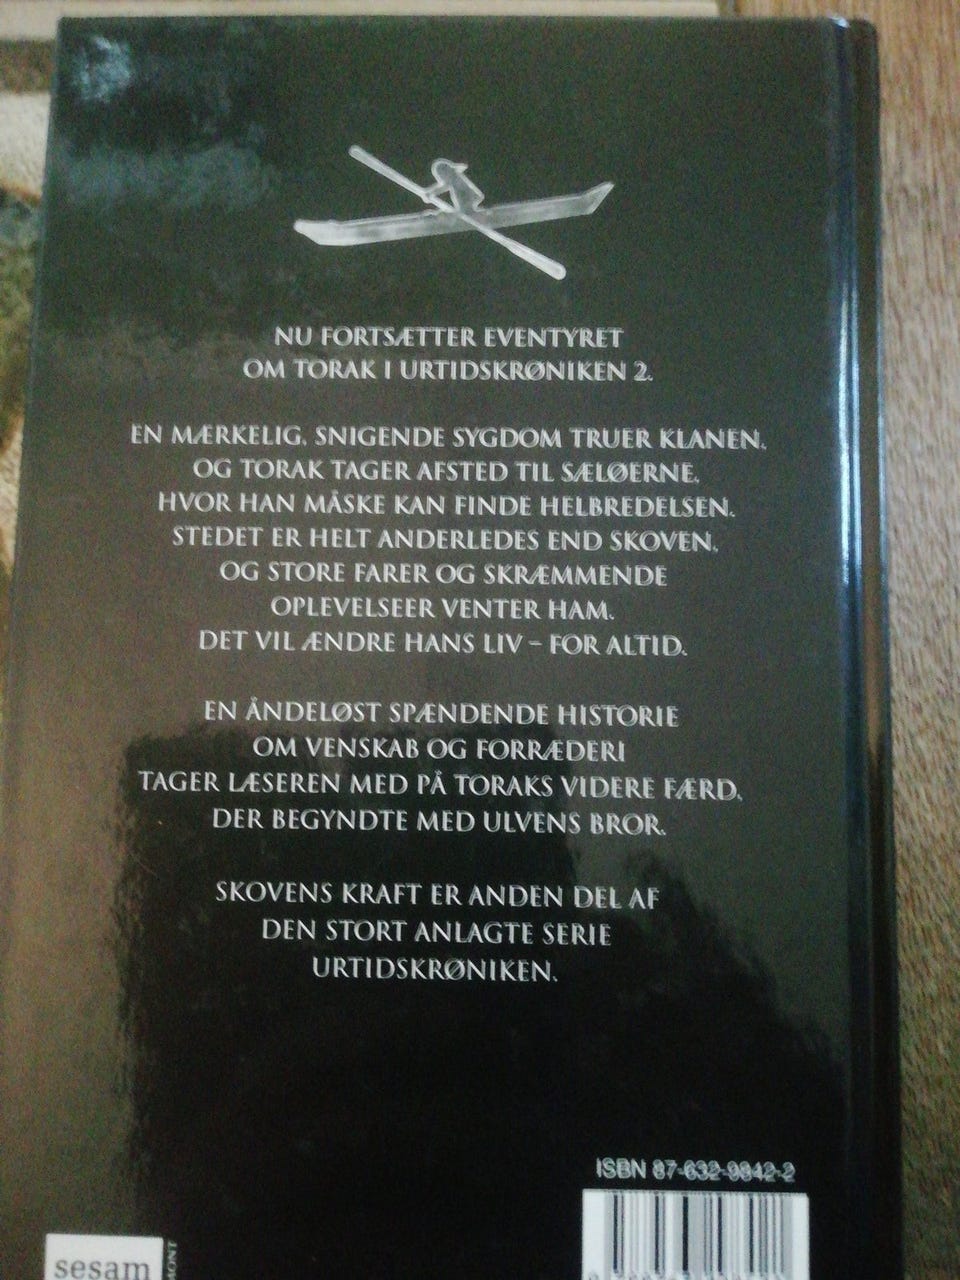 NU FORTSÆTTER EVENTYRET
OM TORAK I URTIDSKRØNIKEN 2.
EN MÆRKELIG, SNIGENDE SYGDOM TRUER KLANEN,
OG TORAK TAGER AFSTED TIL SÆLØERNE,
HVOR HAN MÅSKE KAN FINDE HELBREDELSEN.
STEDET ER HELT ANDERLEDES END SKOVEN,
OG STORE FARER OG SKRÆMMENDE
OPLEVELSEER VENTER HAM.
DET VIL ÆNDRE HANS LIV – FOR ALTID.
EN ÅNDELØST SPÆNDENDE HISTORIE
OM VENSKAB OG FORRÆDERI
TAGER LÆSEREN MED PÅ TORAKS VIDERE FÆRD,
DER BEGYNDTE MED ULVENS BROR.
SKOVENS KRAFT ER ANDEN DEL AF
DEN STORT ANLAGTE SERIE
URTIDSKRØNIKEN.
ISBN 87-632-9842-2
sesam